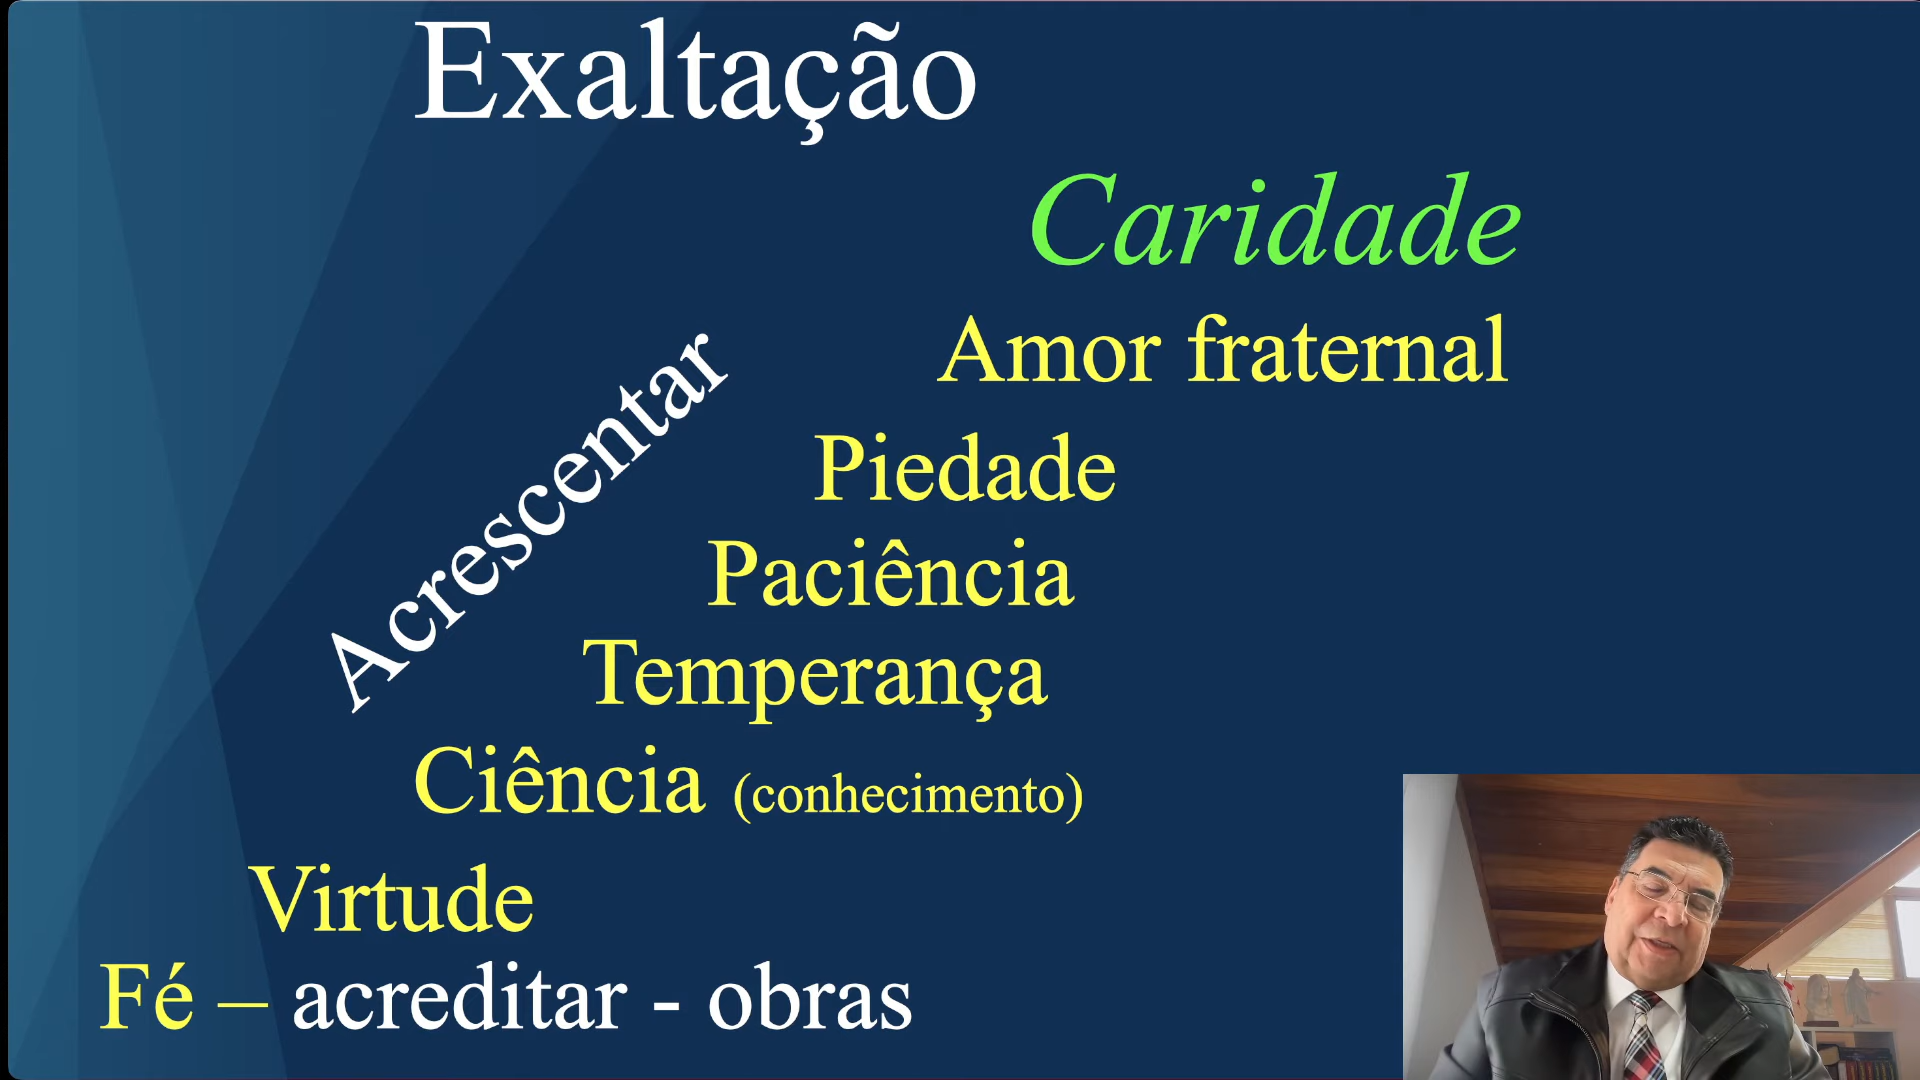 Exaltação
Caridade
Amor fraternal
Acrescentar
Piedade
Paciência
Temperança
Ciência (conhecimento)
Virtude
Fé – acreditar - obras